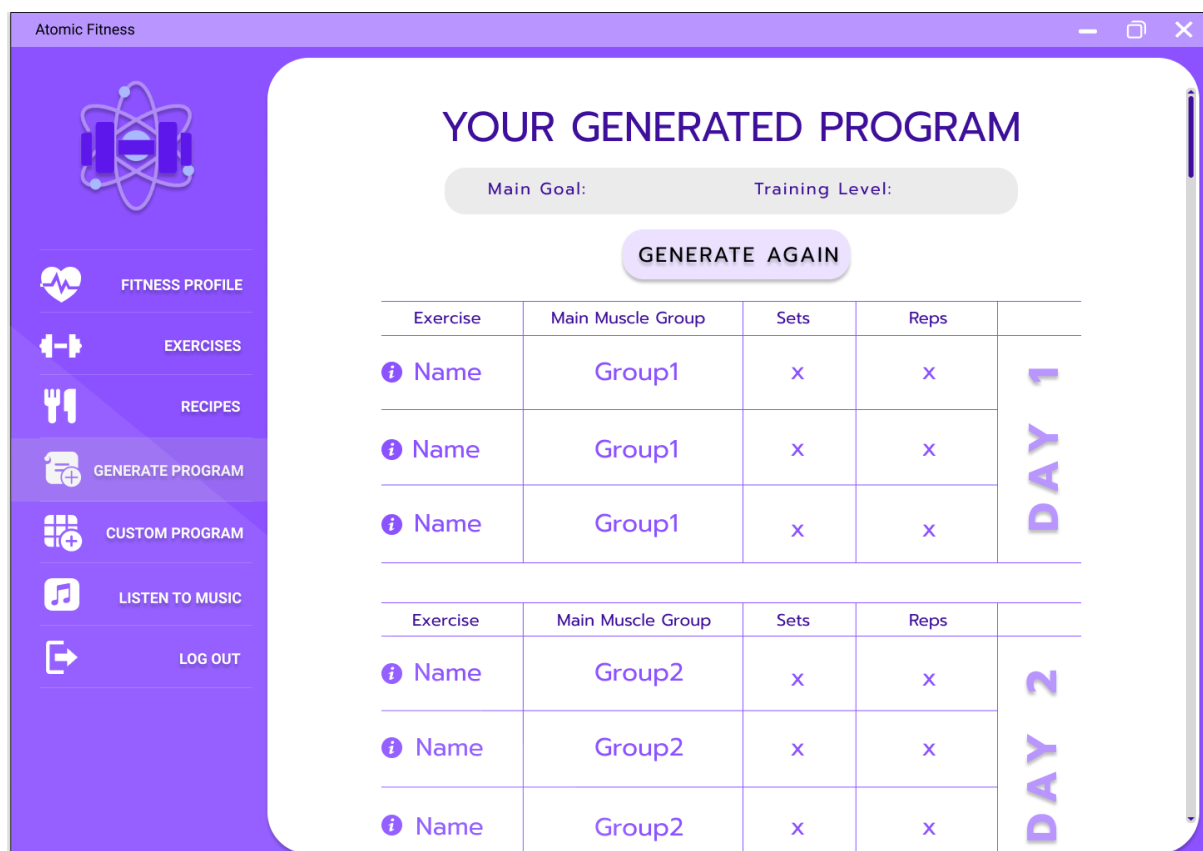 Atomic Fitness
FITNESS PROFILE
EXERCISES
RECIPES
GENERATE PROGRAM
CUSTOM PROGRAM
LISTEN TO MUSIC
LOG OUT
YOUR GENERATED PROGRAM
Main Goal: Training Level:
GENERATE AGAIN
Exercise Main Muscle Group Sets Reps
Name Group1 x x
Name Group1 x x
Name Group1 x x
DAY 1
Exercise Main Muscle Group Sets Reps
Name Group2 x x
Name Group2 x x
Name Group2 x x
DAY 2